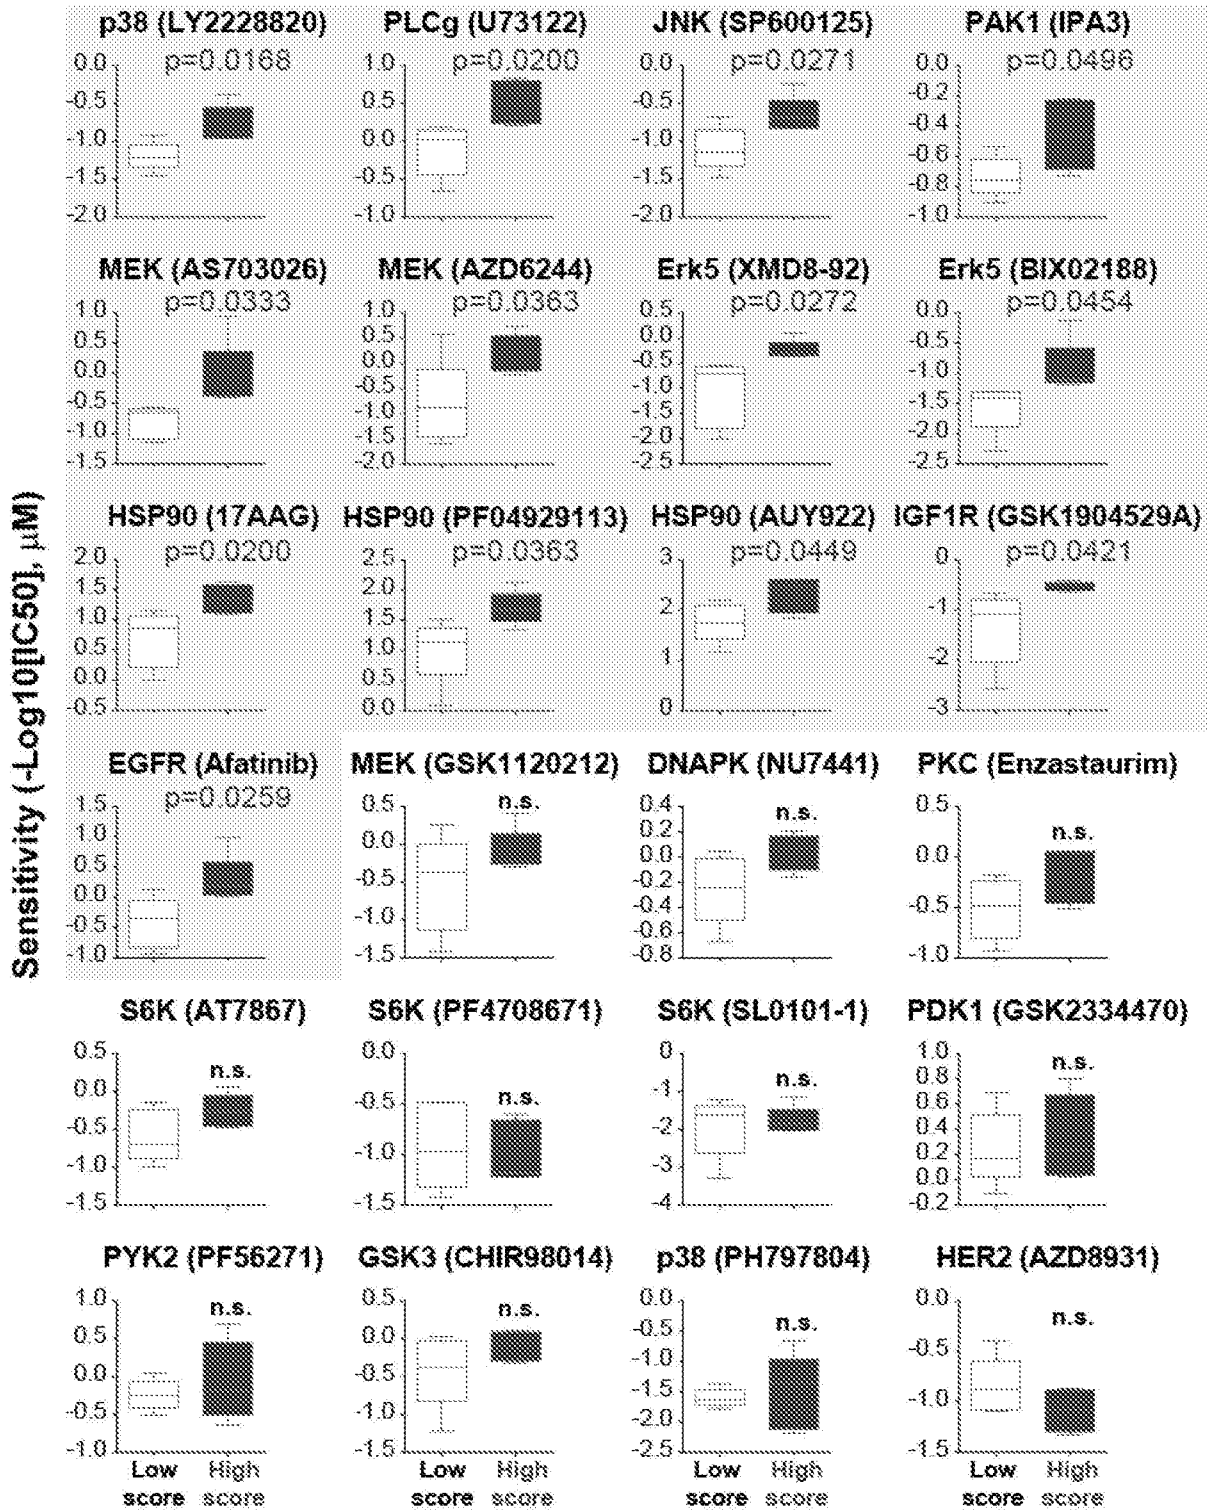 Sensitivity (-Log10[IC50], µM)
p38 (LY2228820)
p=0.0168
0.0
-0.5
-1.0
-1.5
-2.0
PLCg (U73122)
p=0.0200
1.0
0.5
0.0
-0.5
-1.0
JNK (SP600125)
p=0.0271
0.0
-0.5
-1.0
-1.5
-2.0
PAK1 (IPA3)
p=0.0496
0.0
-0.2
-0.4
-0.6
-0.8
-1.0
MEK (AS703026)
p=0.0333
1.0
0.5
0.0
-0.5
-1.0
-1.5
MEK (AZD6244)
p=0.0363
1.0
0.5
0.0
-0.5
-1.0
-1.5
-2.0
Erk5 (XMD8-92)
p=0.0272
0.5
0.0
-0.5
-1.0
-1.5
-2.0
-2.5
Erk5 (BIX02188)
p=0.0454
0.0
-0.5
-1.0
-1.5
-2.0
-2.5
HSP90 (17AAG)
p=0.0200
2.0
1.5
1.0
0.5
0.0
-0.5
HSP90 (PF04929113)
p=0.0363
2.5
2.0
1.5
1.0
0.5
0.0
HSP90 (AUY922)
p=0.0449
3
2
1
0
IGF1R (GSK1904529A)
p=0.0421
0
-1
-2
-3
EGFR (Afatinib)
p=0.0259
1.5
1.0
0.5
0.0
-0.5
-1.0
MEK (GSK1120212)
n.s.
0.5
0.0
-0.5
-1.0
-1.5
DNAPK (NU7441)
n.s.
0.4
0.2
0.0
-0.2
-0.4
-0.6
-0.8
PKC (Enzastaurim)
n.s.
0.5
0.0
-0.5
-1.0
S6K (AT7867)
n.s.
0.5
0.0
-0.5
-1.0
-1.5
S6K (PF4708671)
n.s.
0.0
-0.5
-1.0
-1.5
S6K (SL0101-1)
n.s.
0
-1
-2
-3
-4
PDK1 (GSK2334470)
n.s.
1.0
0.8
0.6
0.4
0.2
0.0
-0.2
PYK2 (PF56271)
n.s.
1.0
0.5
0.0
-0.5
-1.0
GSK3 (CHIR98014)
n.s.
0.5
0.0
-0.5
-1.0
-1.5
p38 (PH797804)
n.s.
0.0
-0.5
-1.0
-1.5
-2.0
-2.5
HER2 (AZD8931)
n.s.
0.0
-0.5
-1.0
-1.5
Low High Low High Low High Low High
score score score score score score score score